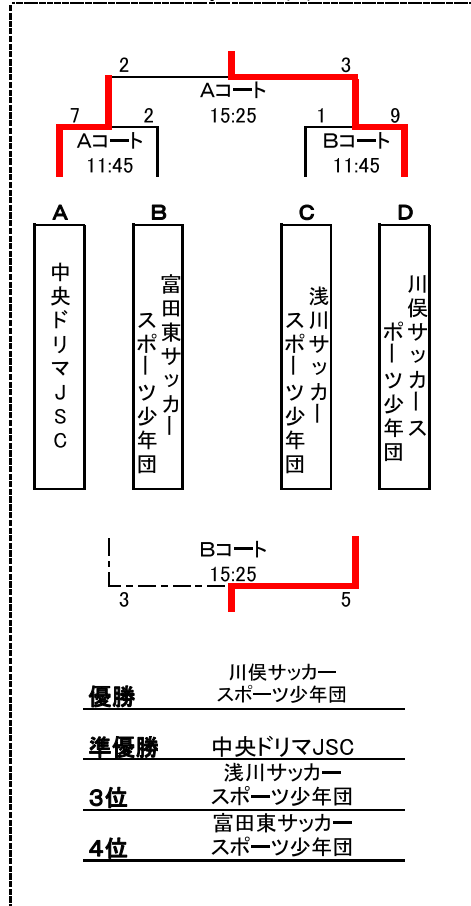 2
3
Aコート
15:25
7
2
1
9
Aコート
11:45
Bコート
11:45
A
B
C
D
中央ドリマJSC
富田東サッカー
スポーツ少年団
浅川サッカー
スポーツ少年団
川俣サッカース
ポーツ少年団
Bコート
15:25
3
5
川俣サッカー
優勝
スポーツ少年団
準優勝 中央ドリマJSC
浅川サッカー
3位
スポーツ少年団
富田東サッカー
4位
スポーツ少年団